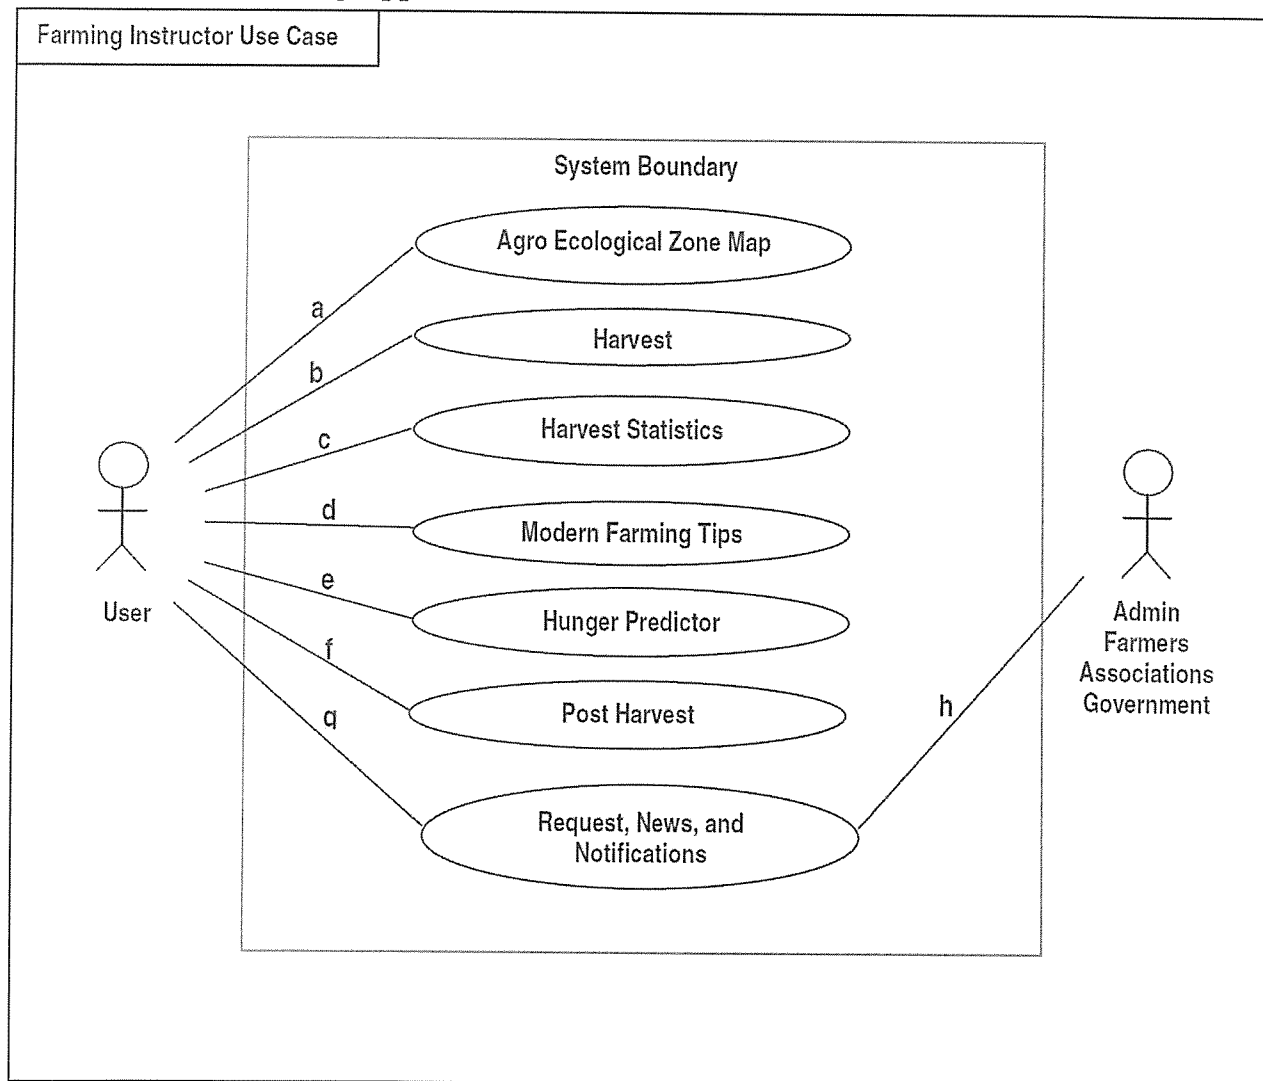 Farming Instructor Use Case
System Boundary
Agro Ecological Zone Map
a
Harvest
b
Harvest Statistics
c
d
Modern Farming Tips
e
Hunger Predictor
User
Admin
Farmers
Associations
Government
f
Post Harvest
q
h
Request, News, and
Notifications